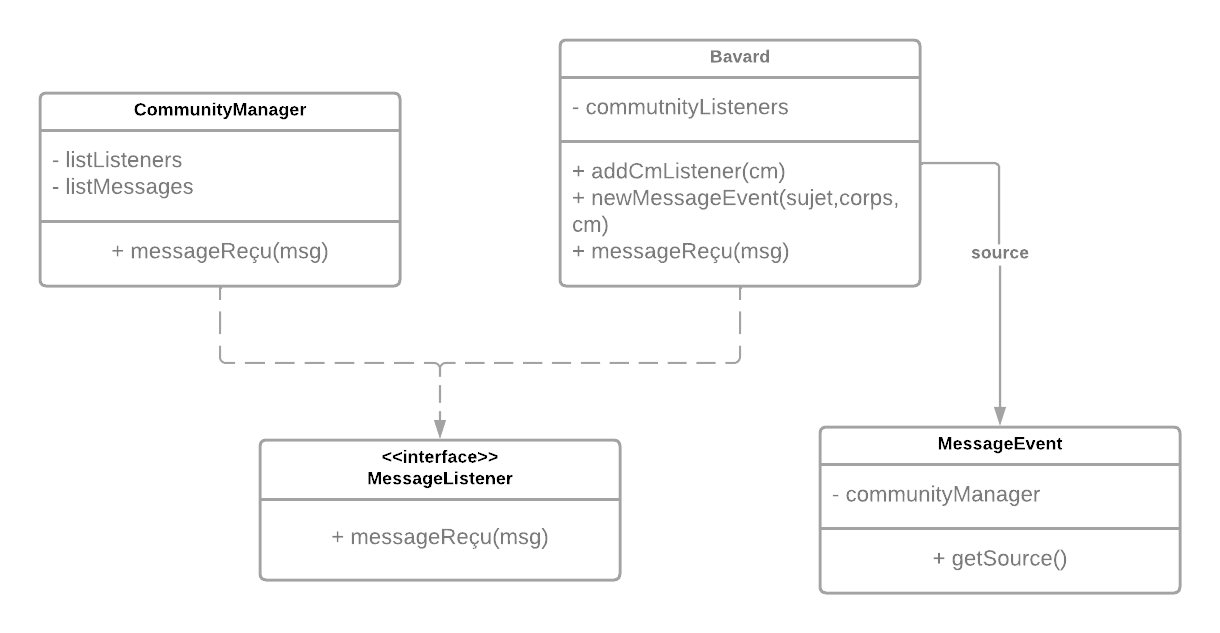 Bavard
- commutnityListeners
+ addCmListener(cm)
+ newMessageEvent(sujet,corps,
cm)
+ messageReçu(msg)
CommunityManager
- listListeners
- listMessages
+ messageReçu(msg)
source
<<interface>>
MessageListener
+ messageReçu(msg)
MessageEvent
- communityManager
+ getSource()